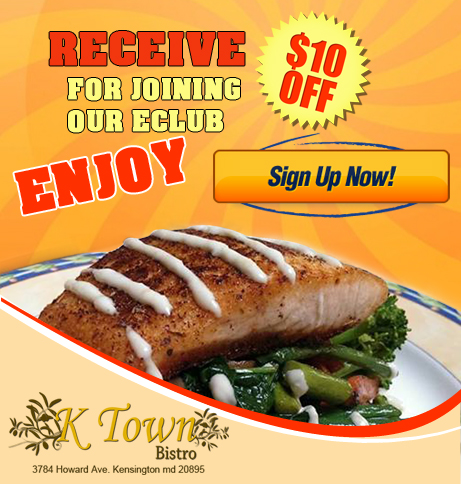 RECEIVE
$10
OFF
FOR JOINING
OUR ECLUB
ENJOY
Sign Up Now!
K Town
Bistro
3784 Howard Ave. Kensington md 20895